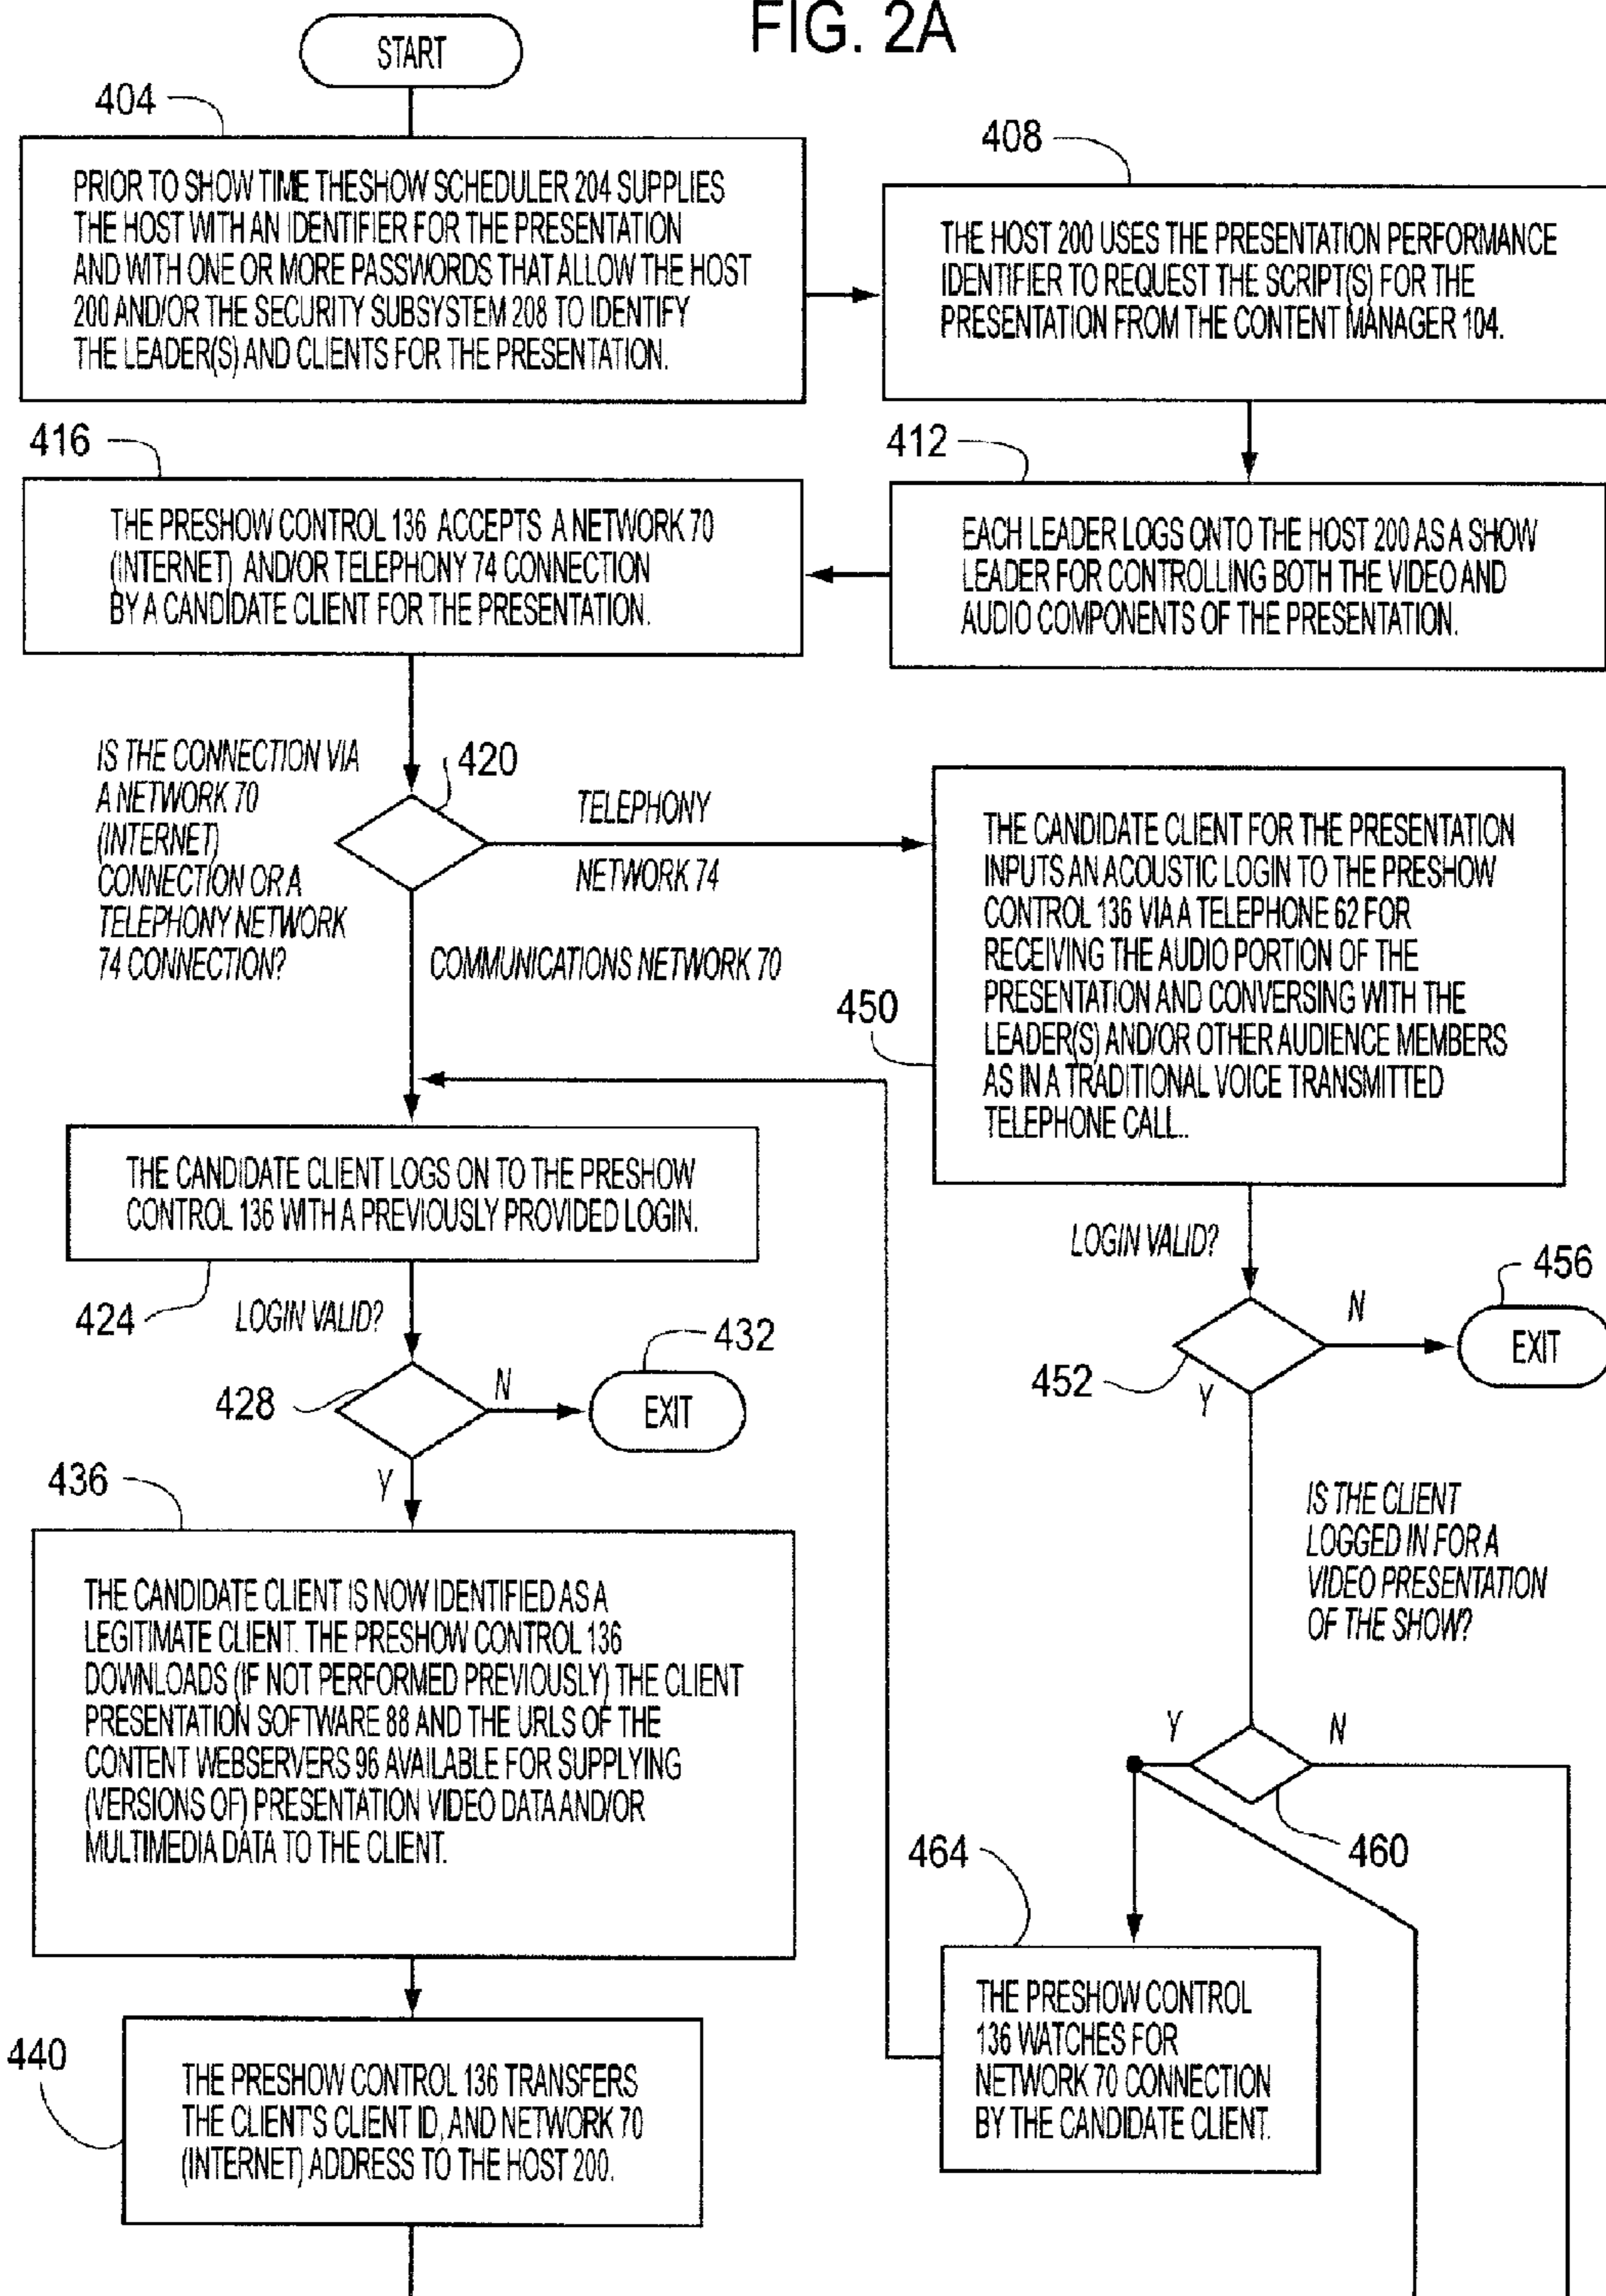 FIG. 2A
START
404
PRIOR TO SHOW TIME THESHOW SCHEDULER 204 SUPPLIES
THE HOST WITH AN IDENTIFIER FOR THE PRESENTATION
AND WITH ONE OR MORE PASSWORDS THAT ALLOW THE HOST
200 AND/OR THE SECURITY SUBSYSTEM 208 TO IDENTIFY
THE LEADER(S) AND CLIENTS FOR THE PRESENTATION.
408
THE HOST 200 USES THE PRESENTATION PERFORMANCE
IDENTIFIER TO REQUEST THE SCRIPT(S) FOR THE
PRESENTATION FROM THE CONTENT MANAGER 104.
412
EACH LEADER LOGS ONTO THE HOST 200 AS A SHOW
LEADER FOR CONTROLLING BOTH THE VIDEO AND
AUDIO COMPONENTS OF THE PRESENTATION.
416
THE PRESHOW CONTROL 136 ACCEPTS A NETWORK 70
(INTERNET) AND/OR TELEPHONY 74 CONNECTION
BY A CANDIDATE CLIENT FOR THE PRESENTATION.
IS THE CONNECTION VIA
A NETWORK 70
(INTERNET)
CONNECTION OR A
TELEPHONY NETWORK
74 CONNECTION?
420
TELEPHONY
NETWORK 74
COMMUNICATIONS NETWORK 70
450
THE CANDIDATE CLIENT FOR THE PRESENTATION
INPUTS AN ACOUSTIC LOGIN TO THE PRESHOW
CONTROL 136 VIA A TELEPHONE 62 FOR
RECEIVING THE AUDIO PORTION OF THE
PRESENTATION AND CONVERSING WITH THE
LEADER(S) AND/OR OTHER AUDIENCE MEMBERS
AS IN A TRADITIONAL VOICE TRANSMITTED
TELEPHONE CALL..
THE CANDIDATE CLIENT LOGS ON TO THE PRESHOW
CONTROL 136 WITH A PREVIOUSLY PROVIDED LOGIN.
424
LOGIN VALID?
428
N
432
EXIT
Y
LOGIN VALID?
452
N
456
EXIT
Y
436
THE CANDIDATE CLIENT IS NOW IDENTIFIED AS A
LEGITIMATE CLIENT. THE PRESHOW CONTROL 136
DOWNLOADS (IF NOT PERFORMED PREVIOUSLY) THE CLIENT
PRESENTATION SOFTWARE 88 AND THE URLS OF THE
CONTENT WEBSERVERS 96 AVAILABLE FOR SUPPLYING
(VERSIONS OF) PRESENTATION VIDEO DATA AND/OR
MULTIMEDIA DATA TO THE CLIENT.
IS THE CLIENT
LOGGED IN FOR A
VIDEO PRESENTATION
OF THE SHOW?
Y
N
460
464
THE PRESHOW CONTROL
136 WATCHES FOR
NETWORK 70 CONNECTION
BY THE CANDIDATE CLIENT.
440
THE PRESHOW CONTROL 136 TRANSFERS
THE CLIENT'S CLIENT ID, AND NETWORK 70
(INTERNET) ADDRESS TO THE HOST 200.